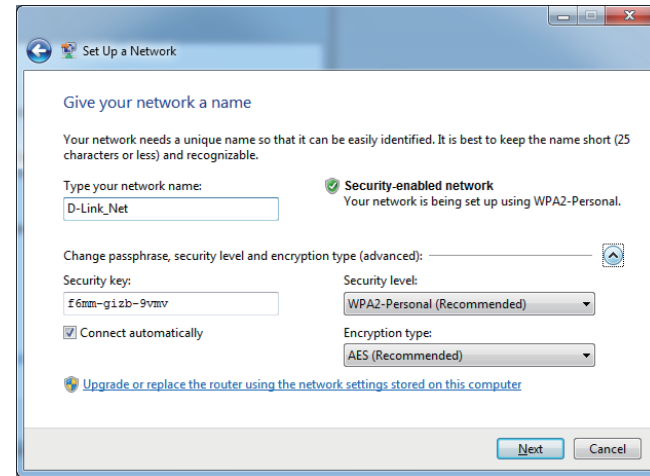 Set Up a Network
Give your network a name
Your network needs a unique name so that it can be easily identified. It is best to keep the name short (25
characters or less) and recognizable.
Type your network name:
D-Link_Net
Security-enabled network
Your network is being set up using WPA2-Personal.
Change passphrase, security level and encryption type (advanced):
Security key:
f6mm-gizb-9vmv
Security level:
WPA2-Personal (Recommended)
Connect automatically
Encryption type:
AES (Recommended)
Upgrade or replace the router using the network settings stored on this computer
Next
Cancel